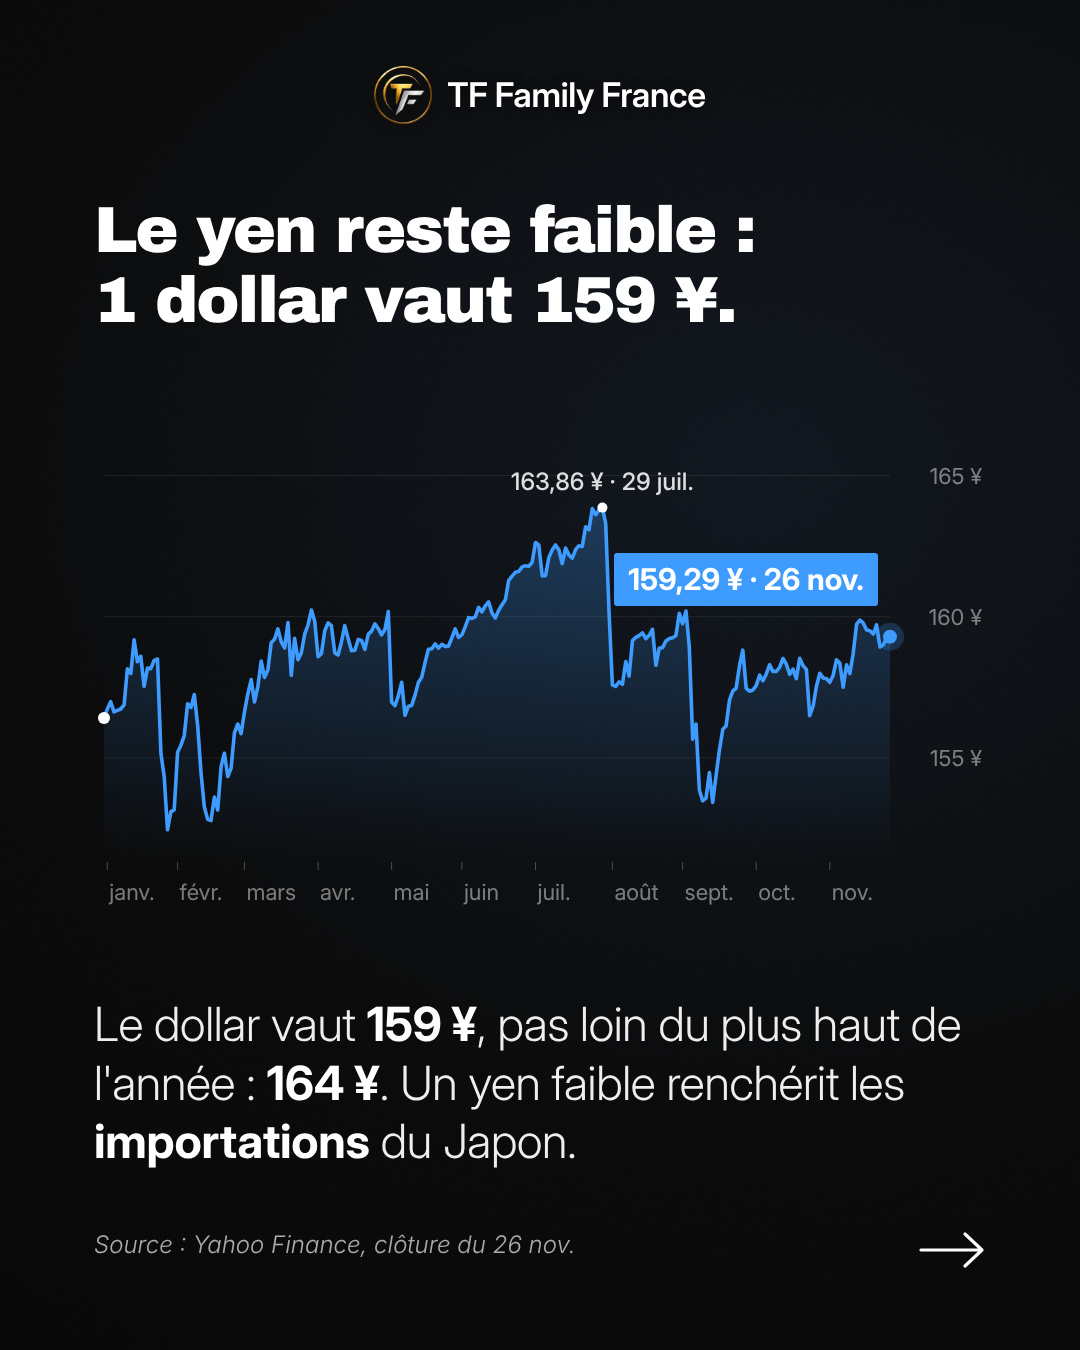 TF TF Family France
Le yen reste faible :
1 dollar vaut 159 ¥.
165 ¥
163,86 ¥ · 29 juil.
159,29 ¥ · 26 nov.
160 ¥
155 ¥
janv. févr. mars avr. mai juin juil. août sept. oct. nov.
Le dollar vaut 159 ¥, pas loin du plus haut de
l'année : 164 ¥. Un yen faible renchérit les
importations du Japon.
Source : Yahoo Finance, clôture du 26 nov.